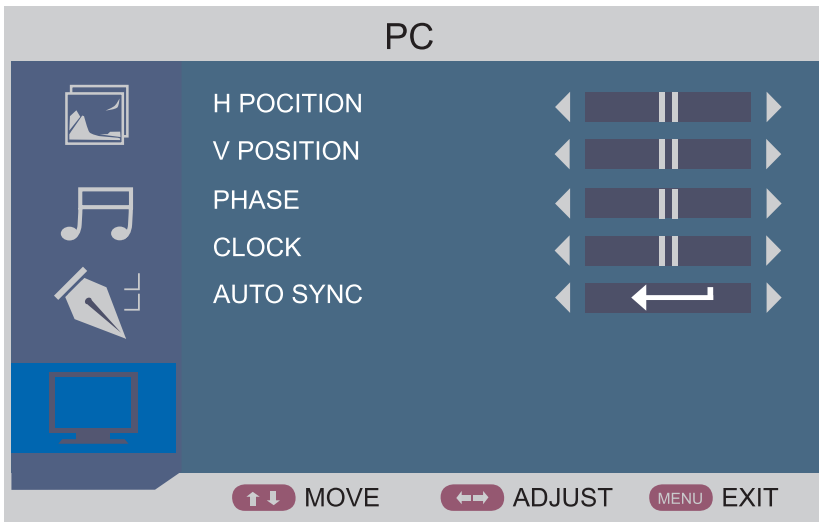 PC
H POCITION
V POSITION
PHASE
CLOCK
AUTO SYNC
MOVE ADJUST MENU EXIT